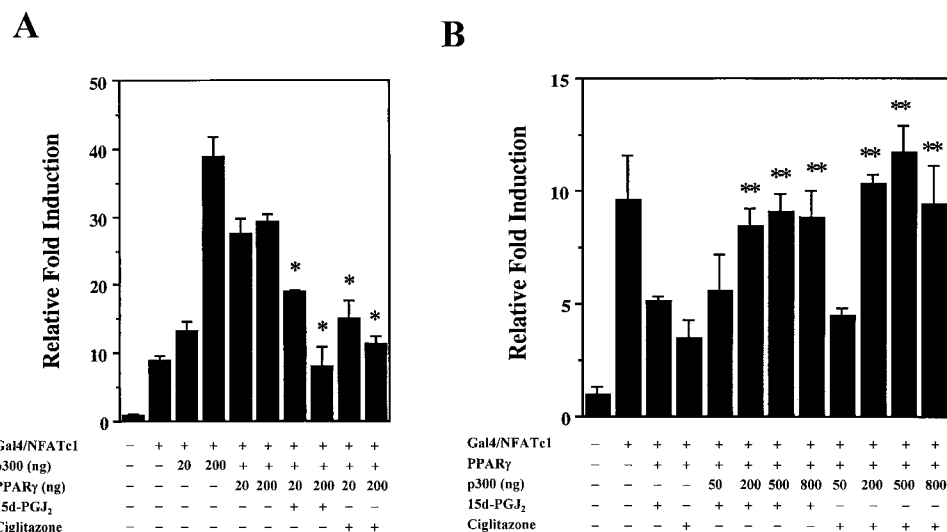 A
Relative Fold Induction
50
40
30
20
10
0
*
*
*
*
Gal4/NFATc1 − + + + + + + + + +
p300 (ng) − − 20 200 + + + + + +
PPARγ (ng) − − − − 20 200 20 200 20 200
15d-PGJ₂ − − − − − − + + − −
Ciglitazone − − − − − − − − + +
B
Relative Fold Induction
15
10
5
0
**
**
**
**
**
**
Gal4/NFATc1 − + + + + + + + + + + +
PPARγ − − + + + + + + + + + +
p300 (ng) − − − − 50 200 500 800 50 200 500 800
15d-PGJ₂ − − + − + + + + − − − −
Ciglitazone − − − + − − − − + + + +